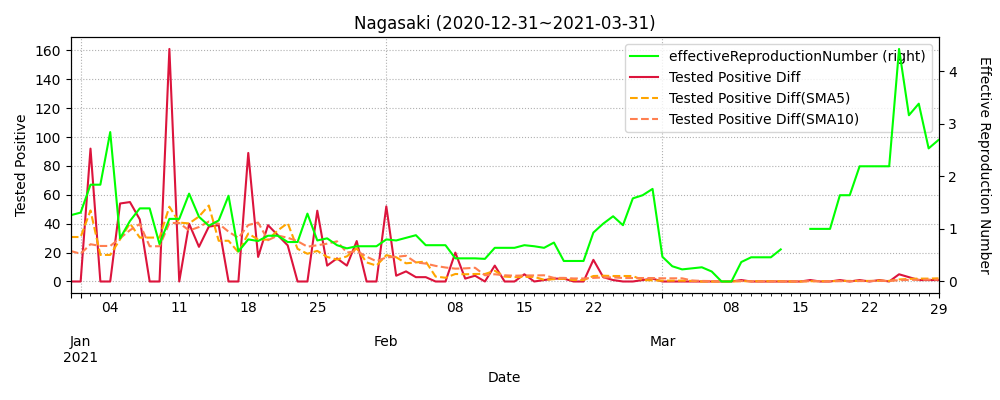 Nagasaki (2020-12-31~2021-03-31)
effectiveReproductionNumber (right)
Tested Positive Diff
Tested Positive Diff(SMA5)
Tested Positive Diff(SMA10)
Tested Positive
160
140
120
100
80
60
40
20
0
4
3
2
1
0
Effective Reproduction Number
04 11 18 25 08 15 22 08 15 22 29
Jan Feb Mar
2021
Date